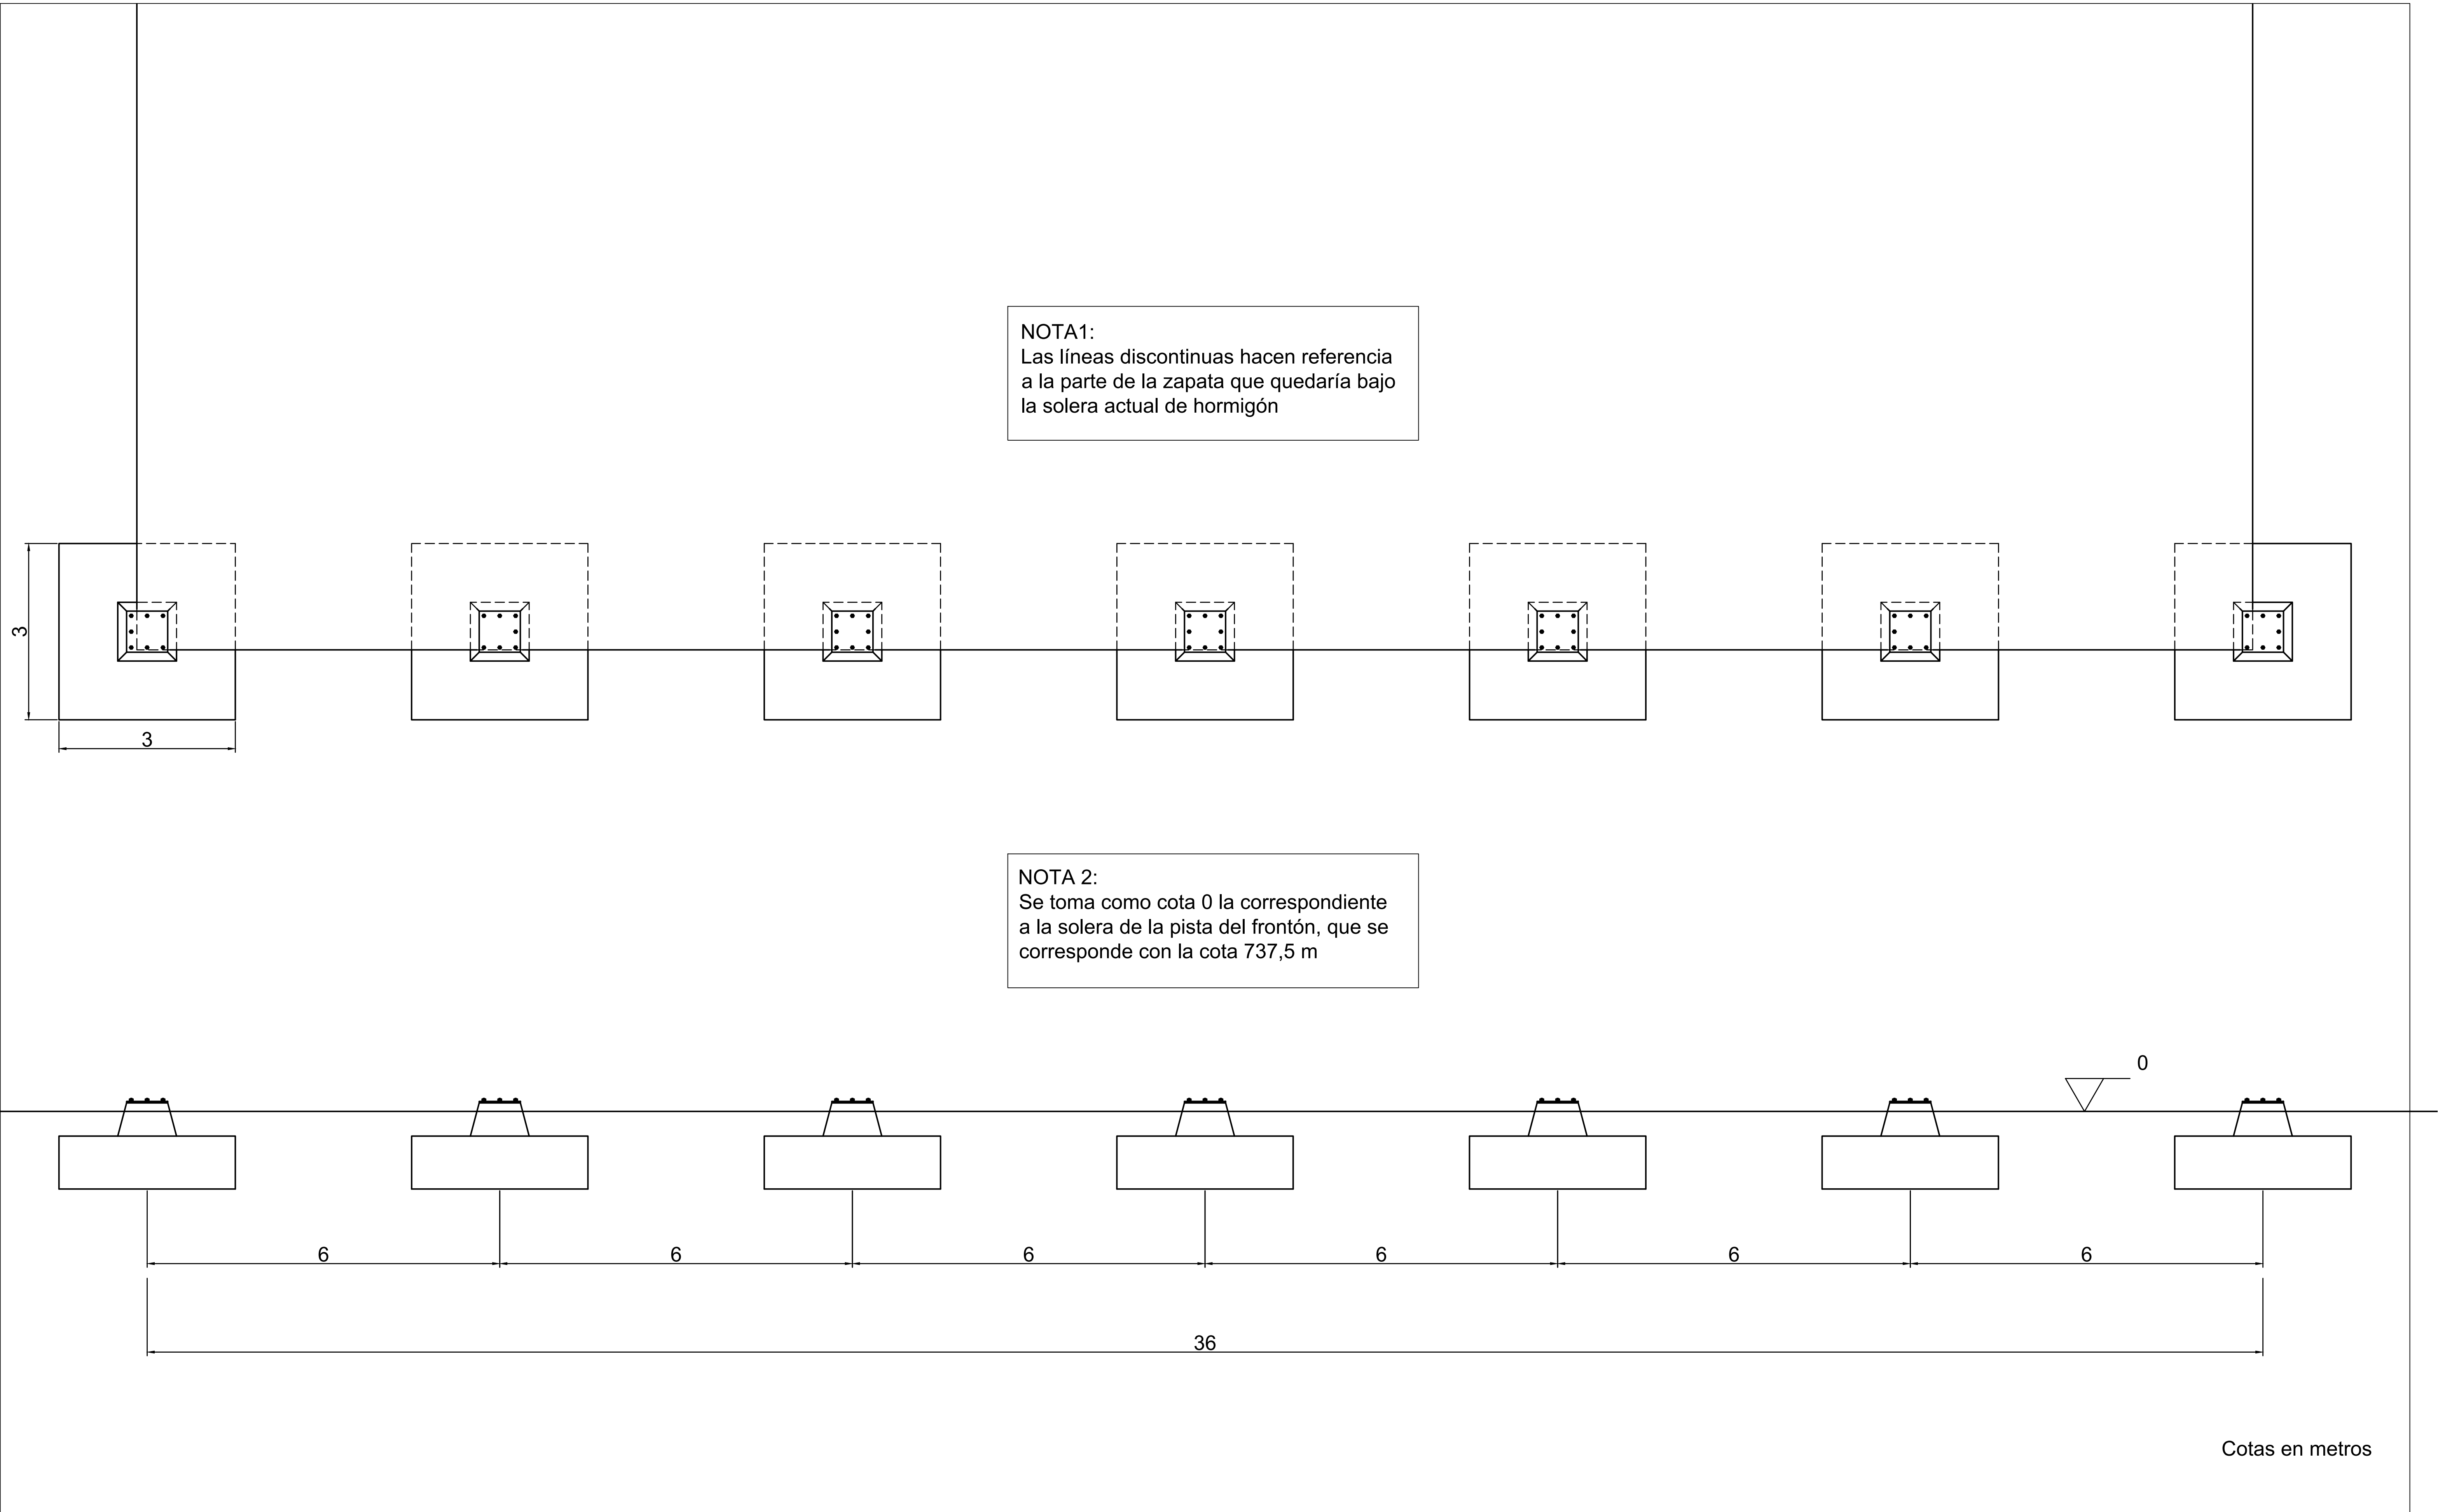 NOTA1:
Las líneas discontinuas hacen referencia
a la parte de la zapata que quedaría bajo
la solera actual de hormigón
3
3
NOTA 2:
Se toma como cota 0 la correspondiente
a la solera de la pista del frontón, que se
corresponde con la cota 737,5 m
0
6
6
6
6
6
6
36
Cotas en metros